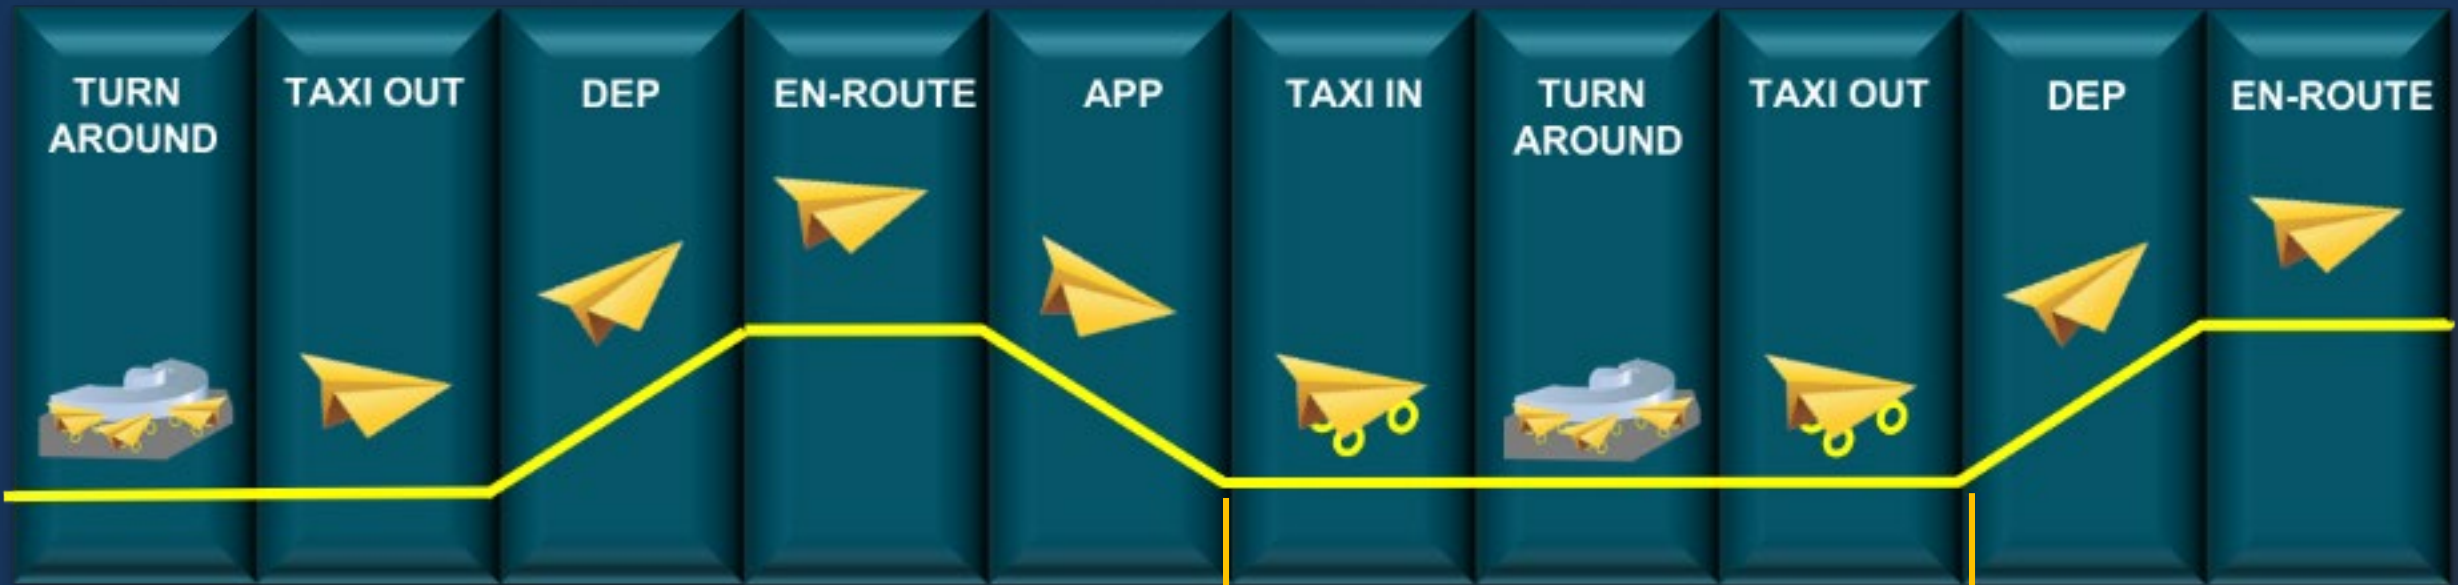 TURN
AROUND
TAXI OUT
DEP
EN-ROUTE
APP
TAXI IN
TURN
AROUND
TAXI OUT
DEP
EN-ROUTE